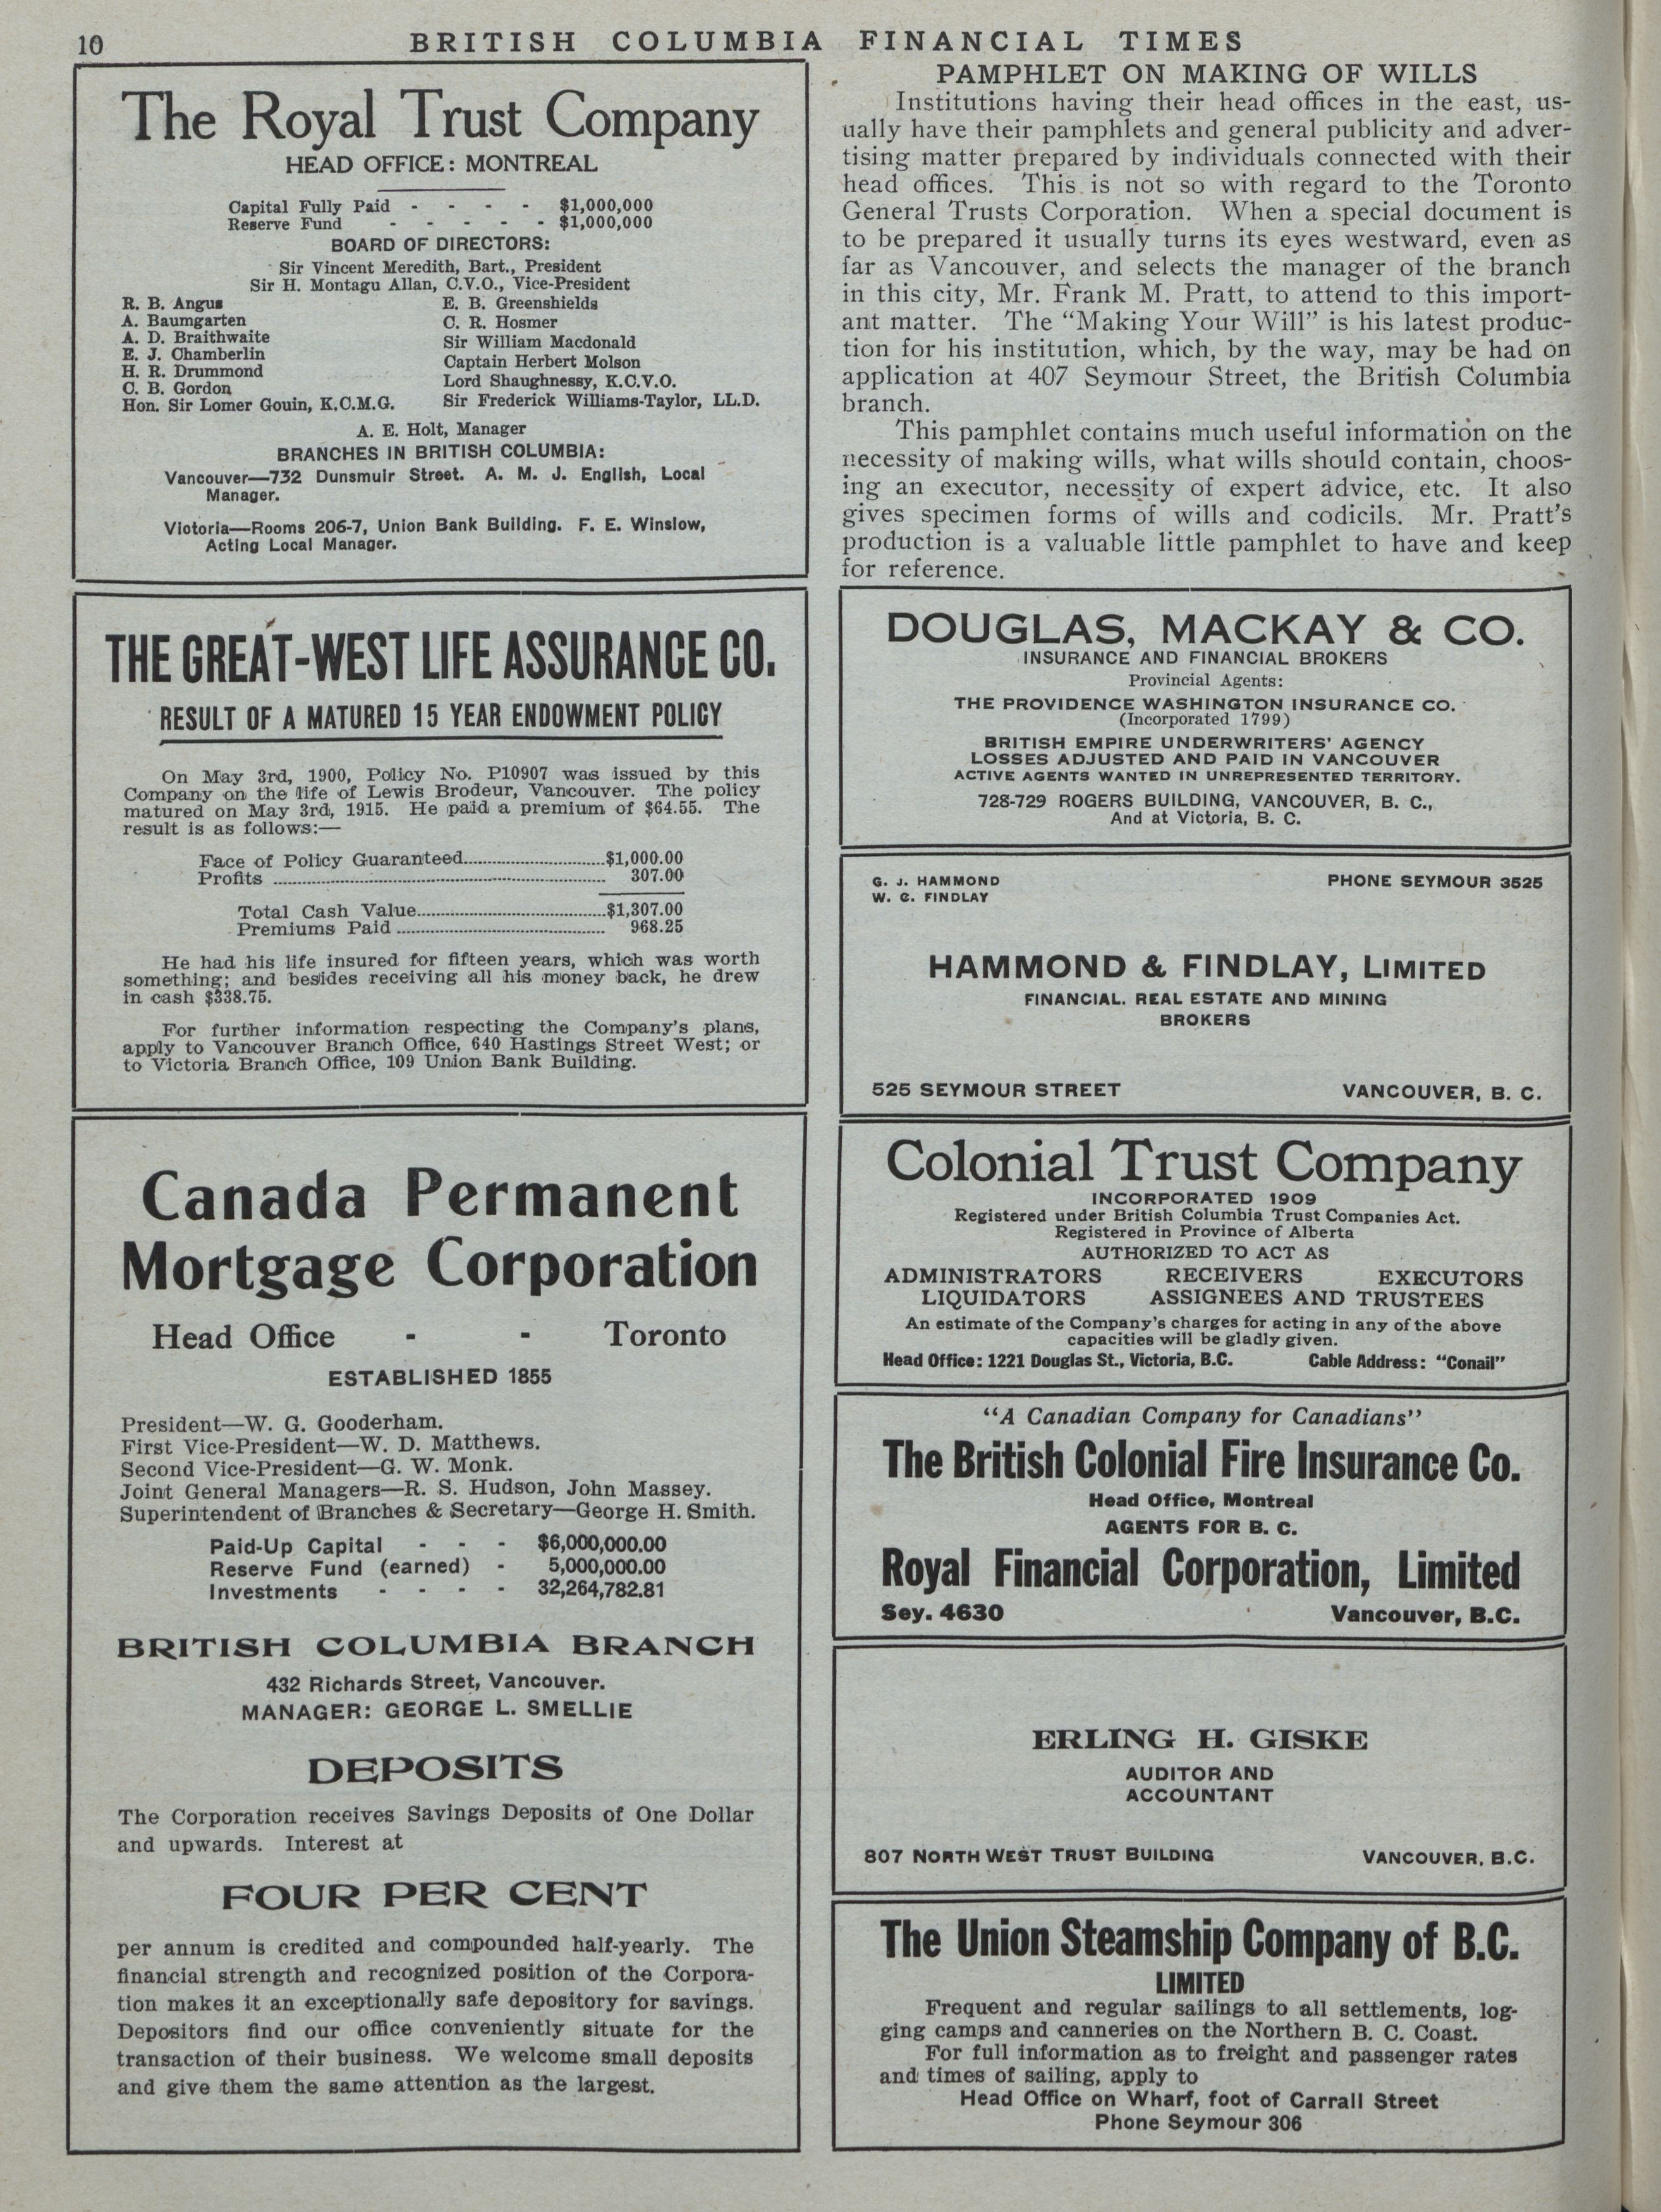 10
BRITISH COLUMBIA FINANCIAL TIMES
The Royal Trust Company
HEAD OFFICE: MONTREAL
Capital Fully Paid - - - - $1,000,000
Reserve Fund - - - - - $1,000,000
BOARD OF DIRECTORS:
Sir Vincent Meredith, Bart., President
Sir H. Montagu Allan, C.V.O., Vice-President
R. B. Angus
A. Baumgarten
A. D. Braithwaite
E. J. Chamberlin
H. R. Drummond
C. B. Gordon
Hon. Sir Lomer Gouin, K.C.M.G.
E. B. Greenshields
C. R. Hosmer
Sir William Macdonald
Captain Herbert Molson
Lord Shaughnessy, K.C.V.O.
Sir Frederick Williams-Taylor, LL.D.
A. E. Holt, Manager
BRANCHES IN BRITISH COLUMBIA:
Vancouver—732 Dunsmuir Street. A. M. J. English, Local
Manager.
Victoria—Rooms 206-7, Union Bank Building. F. E. Winslow,
Acting Local Manager.
THE GREAT-WEST LIFE ASSURANCE CO.
RESULT OF A MATURED 15 YEAR ENDOWMENT POLICY
On May 3rd, 1900, Policy No. P10907 was issued by this
Company on the life of Lewis Brodeur, Vancouver. The policy
matured on May 3rd, 1915. He paid a premium of $64.55. The
result is as follows:—
Face of Policy Guaranteed..............................$1,000.00
Profits .............................. 307.00
Total Cash Value..............................$1,307.00
Premiums Paid .............................. 968.25
He had his life insured for fifteen years, which was worth
something; and besides receiving all his money back, he drew
in cash $338.75.
For further information respecting the Company's plans,
apply to Vancouver Branch Office, 640 Hastings Street West; or
to Victoria Branch Office, 109 Union Bank Building.
Canada Permanent
Mortgage Corporation
Head Office - - Toronto
ESTABLISHED 1855
President—W. G. Gooderham.
First Vice-President—W. D. Matthews.
Second Vice-President—G. W. Monk.
Joint General Managers—R. S. Hudson, John Massey.
Superintendent of Branches & Secretary—George H. Smith.
Paid-Up Capital - - - $6,000,000.00
Reserve Fund (earned) - 5,000,000.00
Investments - - - - 32,264,782.81
BRITISH COLUMBIA BRANCH
432 Richards Street, Vancouver.
MANAGER: GEORGE L. SMELLIE
DEPOSITS
The Corporation receives Savings Deposits of One Dollar
and upwards. Interest at
FOUR PER CENT
per annum is credited and compounded half-yearly. The
financial strength and recognized position of the Corpora-
tion makes it an exceptionally safe depository for savings.
Depositors find our office conveniently situate for the
transaction of their business. We welcome small deposits
and give them the same attention as the largest.
PAMPHLET ON MAKING OF WILLS
Institutions having their head offices in the east, us-
ually have their pamphlets and general publicity and adver-
tising matter prepared by individuals connected with their
head offices. This is not so with regard to the Toronto
General Trusts Corporation. When a special document is
to be prepared it usually turns its eyes westward, even as
far as Vancouver, and selects the manager of the branch
in this city, Mr. Frank M. Pratt, to attend to this import-
ant matter. The "Making Your Will" is his latest produc-
tion for his institution, which, by the way, may be had on
application at 407 Seymour Street, the British Columbia
branch.
This pamphlet contains much useful information on the
necessity of making wills, what wills should contain, choos-
ing an executor, necessity of expert advice, etc. It also
gives specimen forms of wills and codicils. Mr. Pratt's
production is a valuable little pamphlet to have and keep
for reference.
DOUGLAS, MACKAY & CO.
INSURANCE AND FINANCIAL BROKERS
Provincial Agents:
THE PROVIDENCE WASHINGTON INSURANCE CO.
(Incorporated 1799)
BRITISH EMPIRE UNDERWRITERS' AGENCY
LOSSES ADJUSTED AND PAID IN VANCOUVER
ACTIVE AGENTS WANTED IN UNREPRESENTED TERRITORY.
728-729 ROGERS BUILDING, VANCOUVER, B. C.,
And at Victoria, B. C.
G. J. HAMMOND
W. C. FINDLAY
PHONE SEYMOUR 3525
HAMMOND & FINDLAY, LIMITED
FINANCIAL. REAL ESTATE AND MINING
BROKERS
525 SEYMOUR STREET VANCOUVER, B. C.
Colonial Trust Company
INCORPORATED 1909
Registered under British Columbia Trust Companies Act.
Registered in Province of Alberta
AUTHORIZED TO ACT AS
ADMINISTRATORS RECEIVERS EXECUTORS
LIQUIDATORS ASSIGNEES AND TRUSTEES
An estimate of the Company's charges for acting in any of the above
capacities will be gladly given.
Head Office: 1221 Douglas St., Victoria, B.C. Cable Address: "Conail"
"A Canadian Company for Canadians"
The British Colonial Fire Insurance Co.
Head Office, Montreal
AGENTS FOR B. C.
Royal Financial Corporation, Limited
Sey. 4630 Vancouver, B.C.
ERLING H. GISKE
AUDITOR AND
ACCOUNTANT
807 NORTH WEST TRUST BUILDING VANCOUVER, B.C.
The Union Steamship Company of B.C.
LIMITED
Frequent and regular sailings to all settlements, log-
ging camps and canneries on the Northern B. C. Coast.
For full information as to freight and passenger rates
and times of sailing, apply to
Head Office on Wharf, foot of Carrall Street
Phone Seymour 306